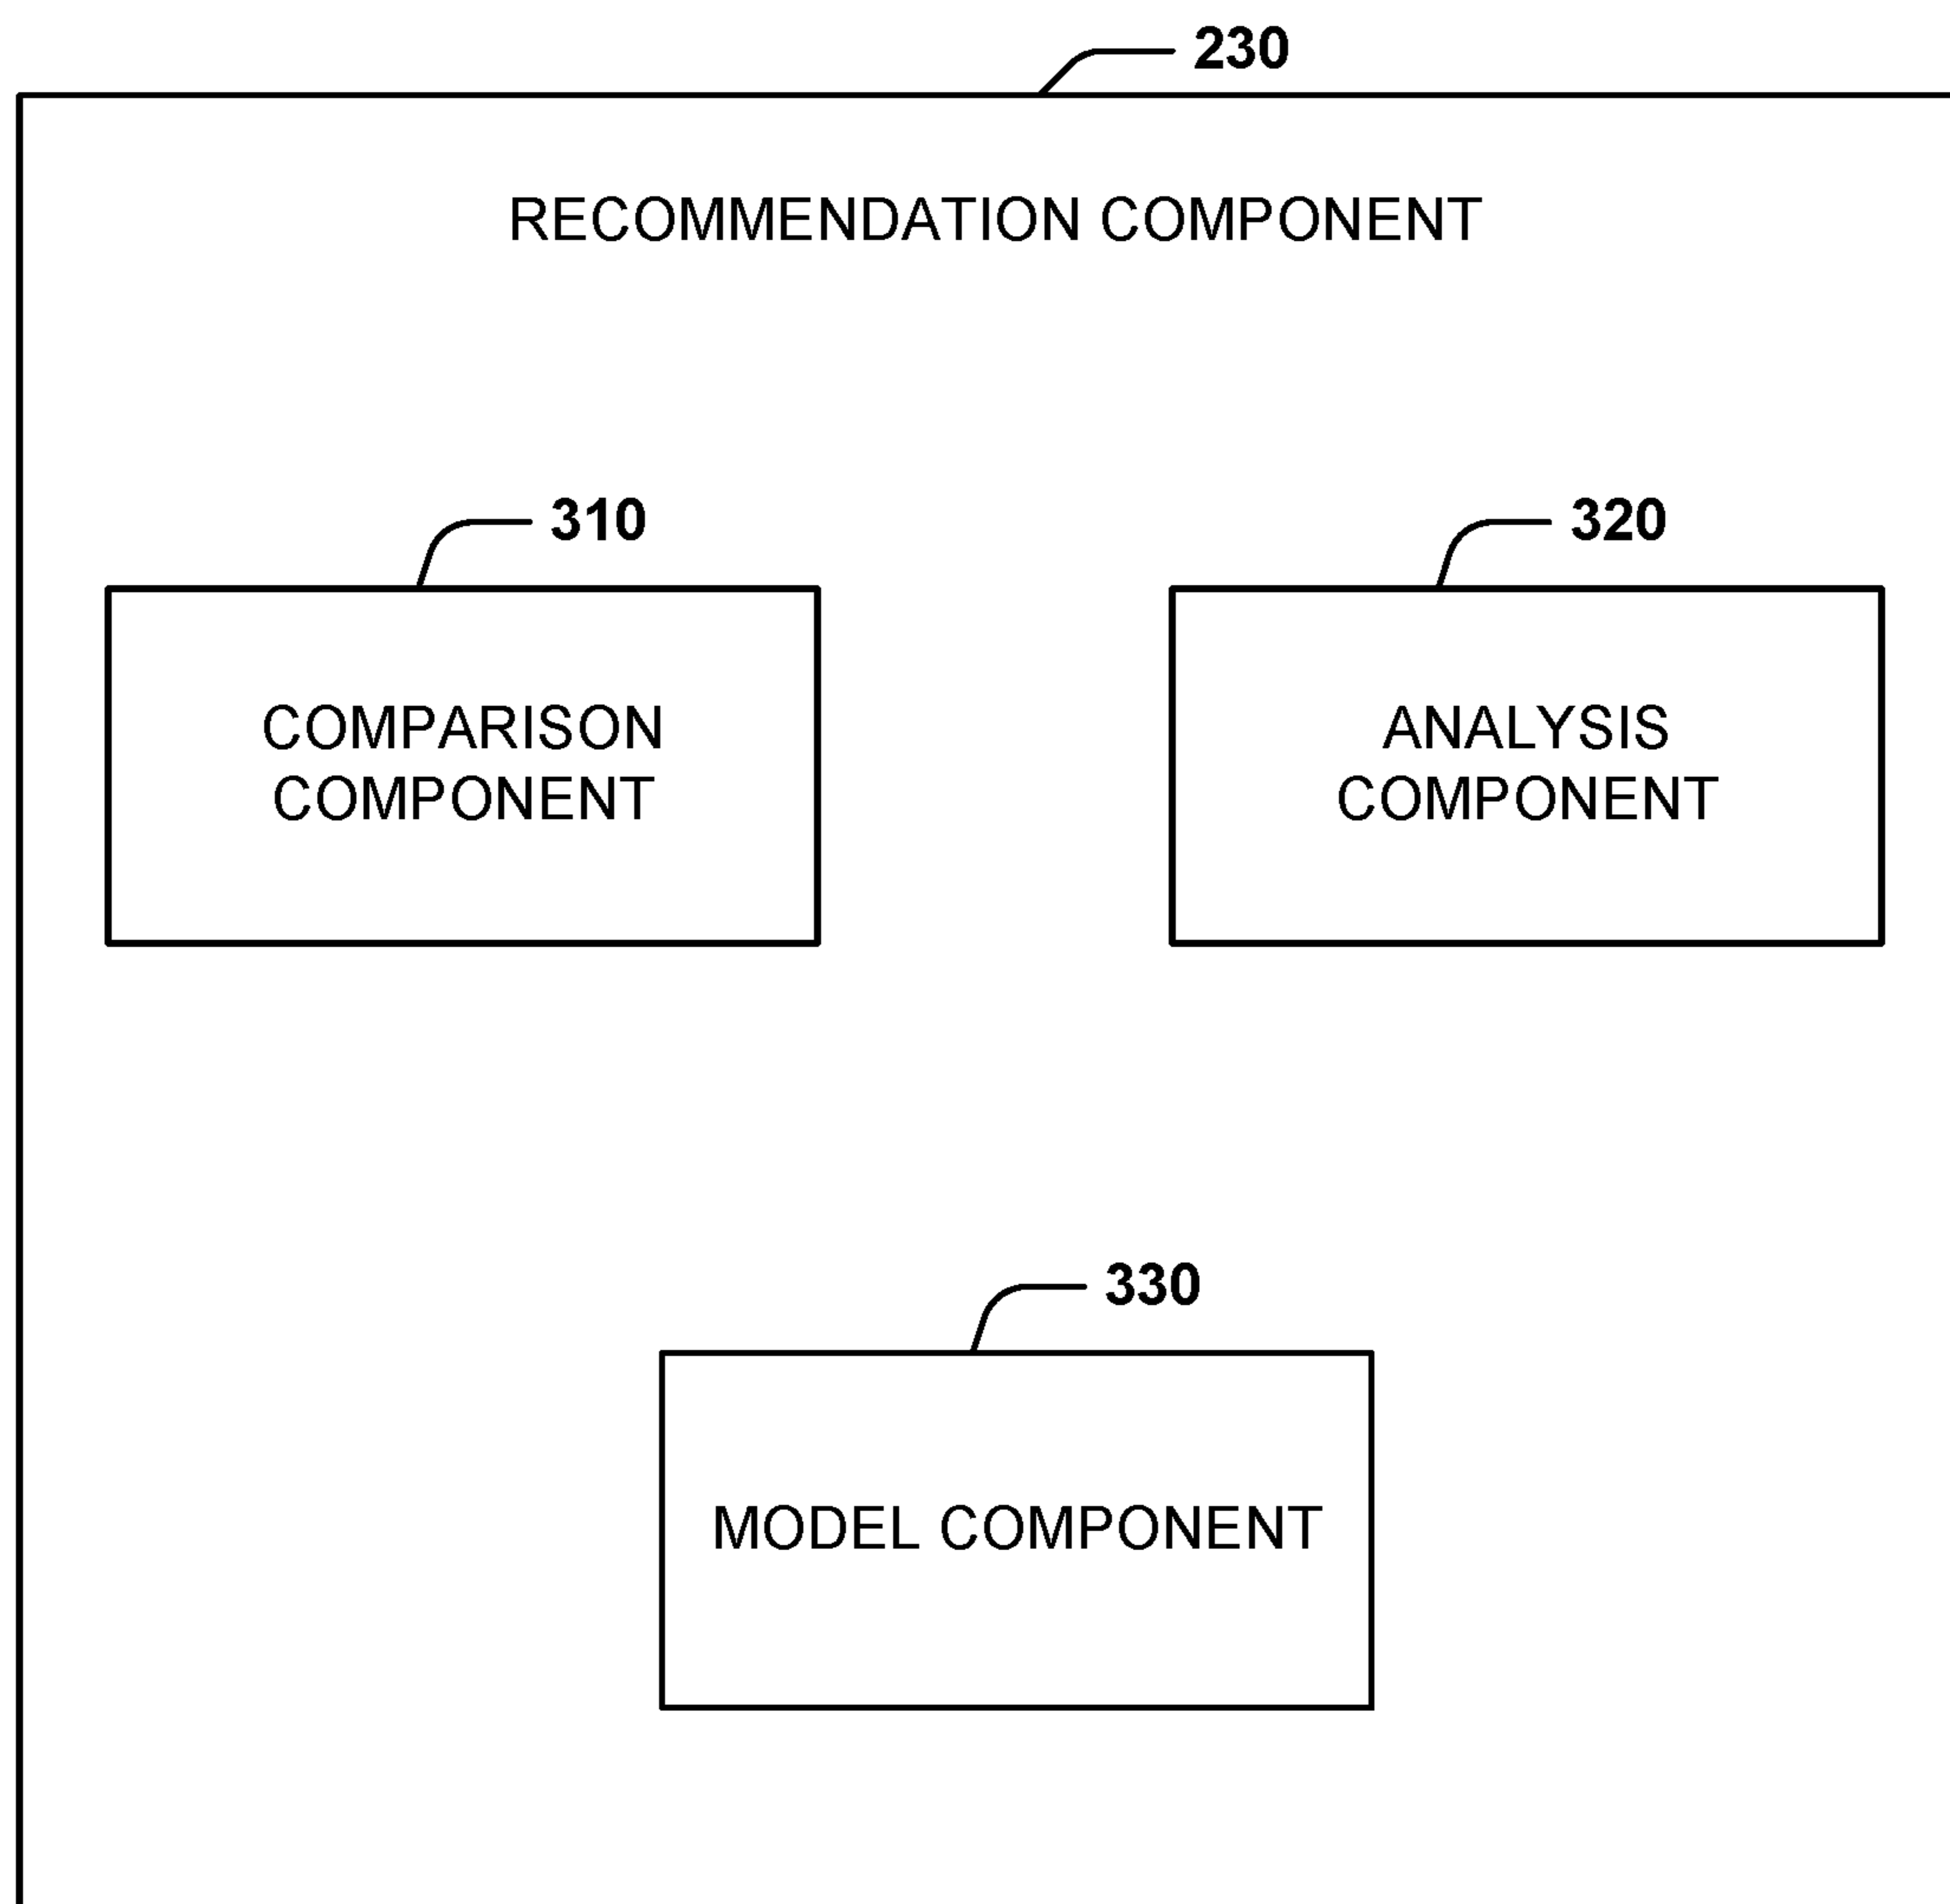 230
RECOMMENDATION COMPONENT
310
320
COMPARISON
COMPONENT
ANALYSIS
COMPONENT
330
MODEL COMPONENT